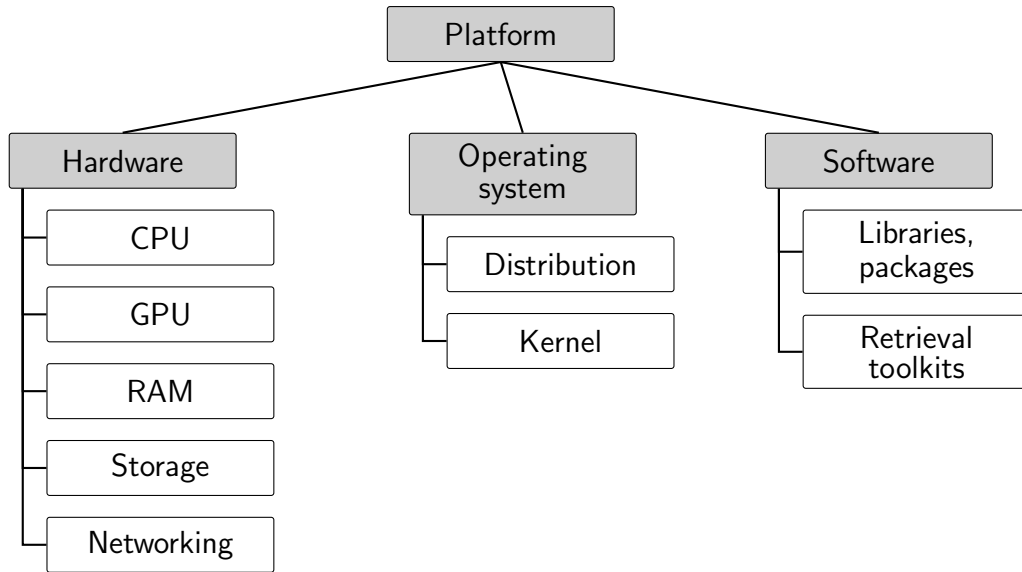 Platform
Hardware
CPU
GPU
RAM
Storage
Networking
Operating
system
Distribution
Kernel
Software
Libraries,
packages
Retrieval
toolkits